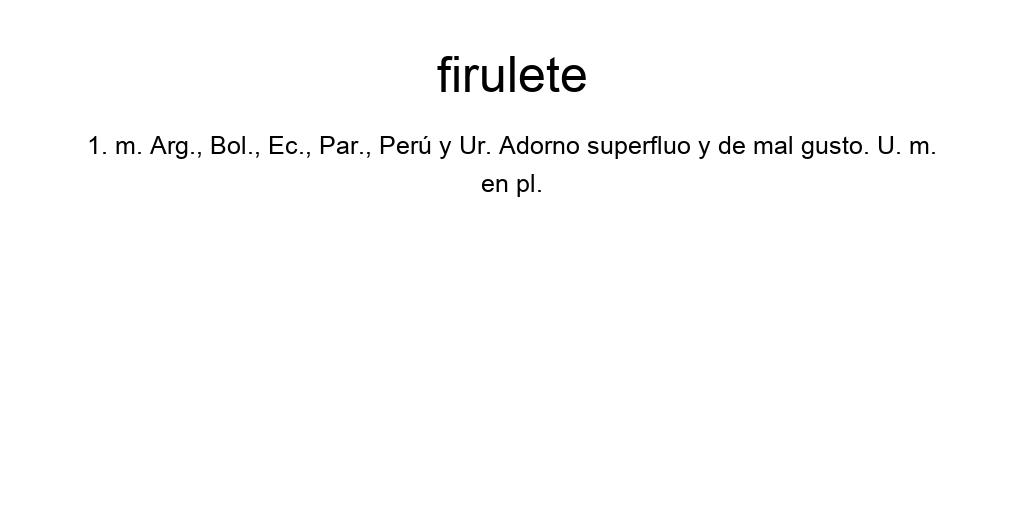 firulete
1. m. Arg., Bol., Ec., Par., Perú y Ur. Adorno superfluo y de mal gusto. U. m.
en pl.